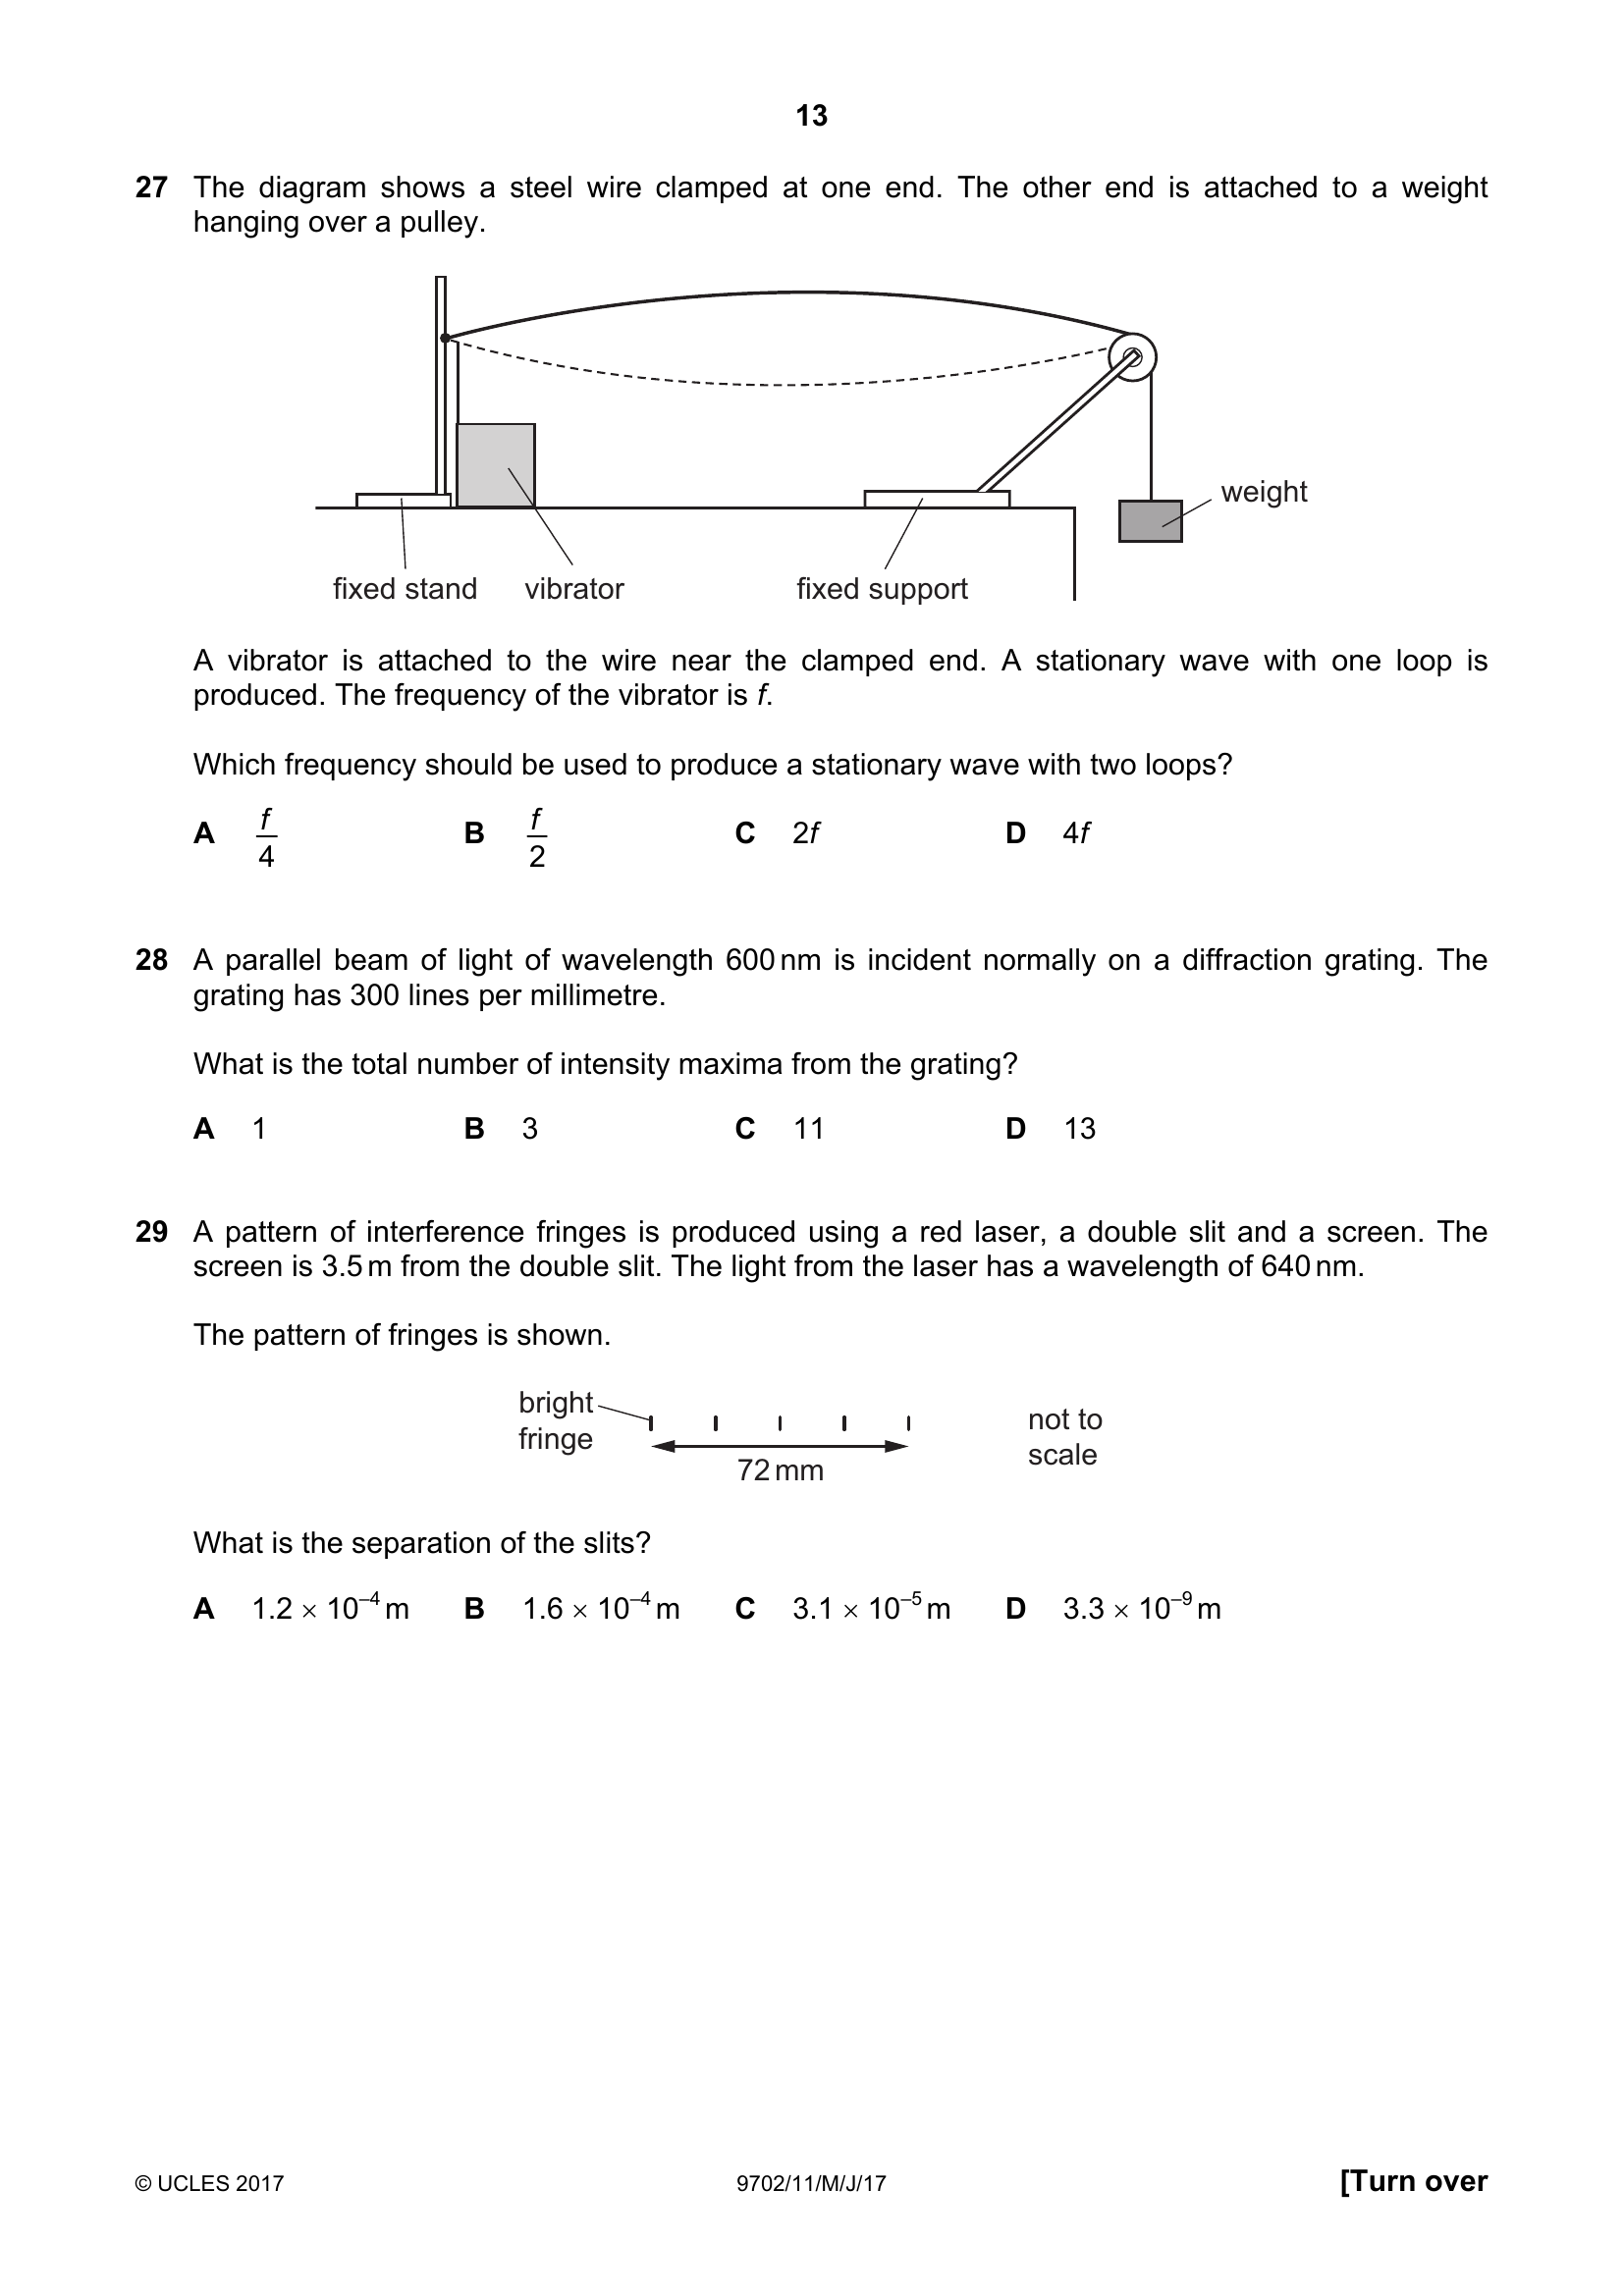 13
27 The diagram shows a steel wire clamped at one end. The other end is attached to a weight
hanging over a pulley.
weight
fixed stand vibrator fixed support
A vibrator is attached to the wire near the clamped end. A stationary wave with one loop is
produced. The frequency of the vibrator is f.
Which frequency should be used to produce a stationary wave with two loops?
A f/4 B f/2 C 2f D 4f
28 A parallel beam of light of wavelength 600 nm is incident normally on a diffraction grating. The
grating has 300 lines per millimetre.
What is the total number of intensity maxima from the grating?
A 1 B 3 C 11 D 13
29 A pattern of interference fringes is produced using a red laser, a double slit and a screen. The
screen is 3.5 m from the double slit. The light from the laser has a wavelength of 640 nm.
The pattern of fringes is shown.
bright
fringe
72 mm
not to
scale
What is the separation of the slits?
A 1.2 × 10⁻⁴ m B 1.6 × 10⁻⁴ m C 3.1 × 10⁻⁵ m D 3.3 × 10⁻⁹ m
© UCLES 2017 9702/11/M/J/17 [Turn over